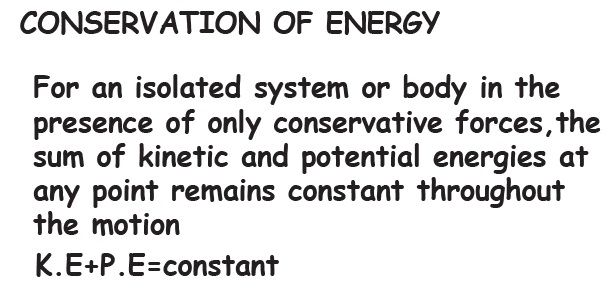 CONSERVATION OF ENERGY
For an isolated system or body in the
presence of only conservative forces,the
sum of kinetic and potential energies at
any point remains constant throughout
the motion
K.E+P.E=constant